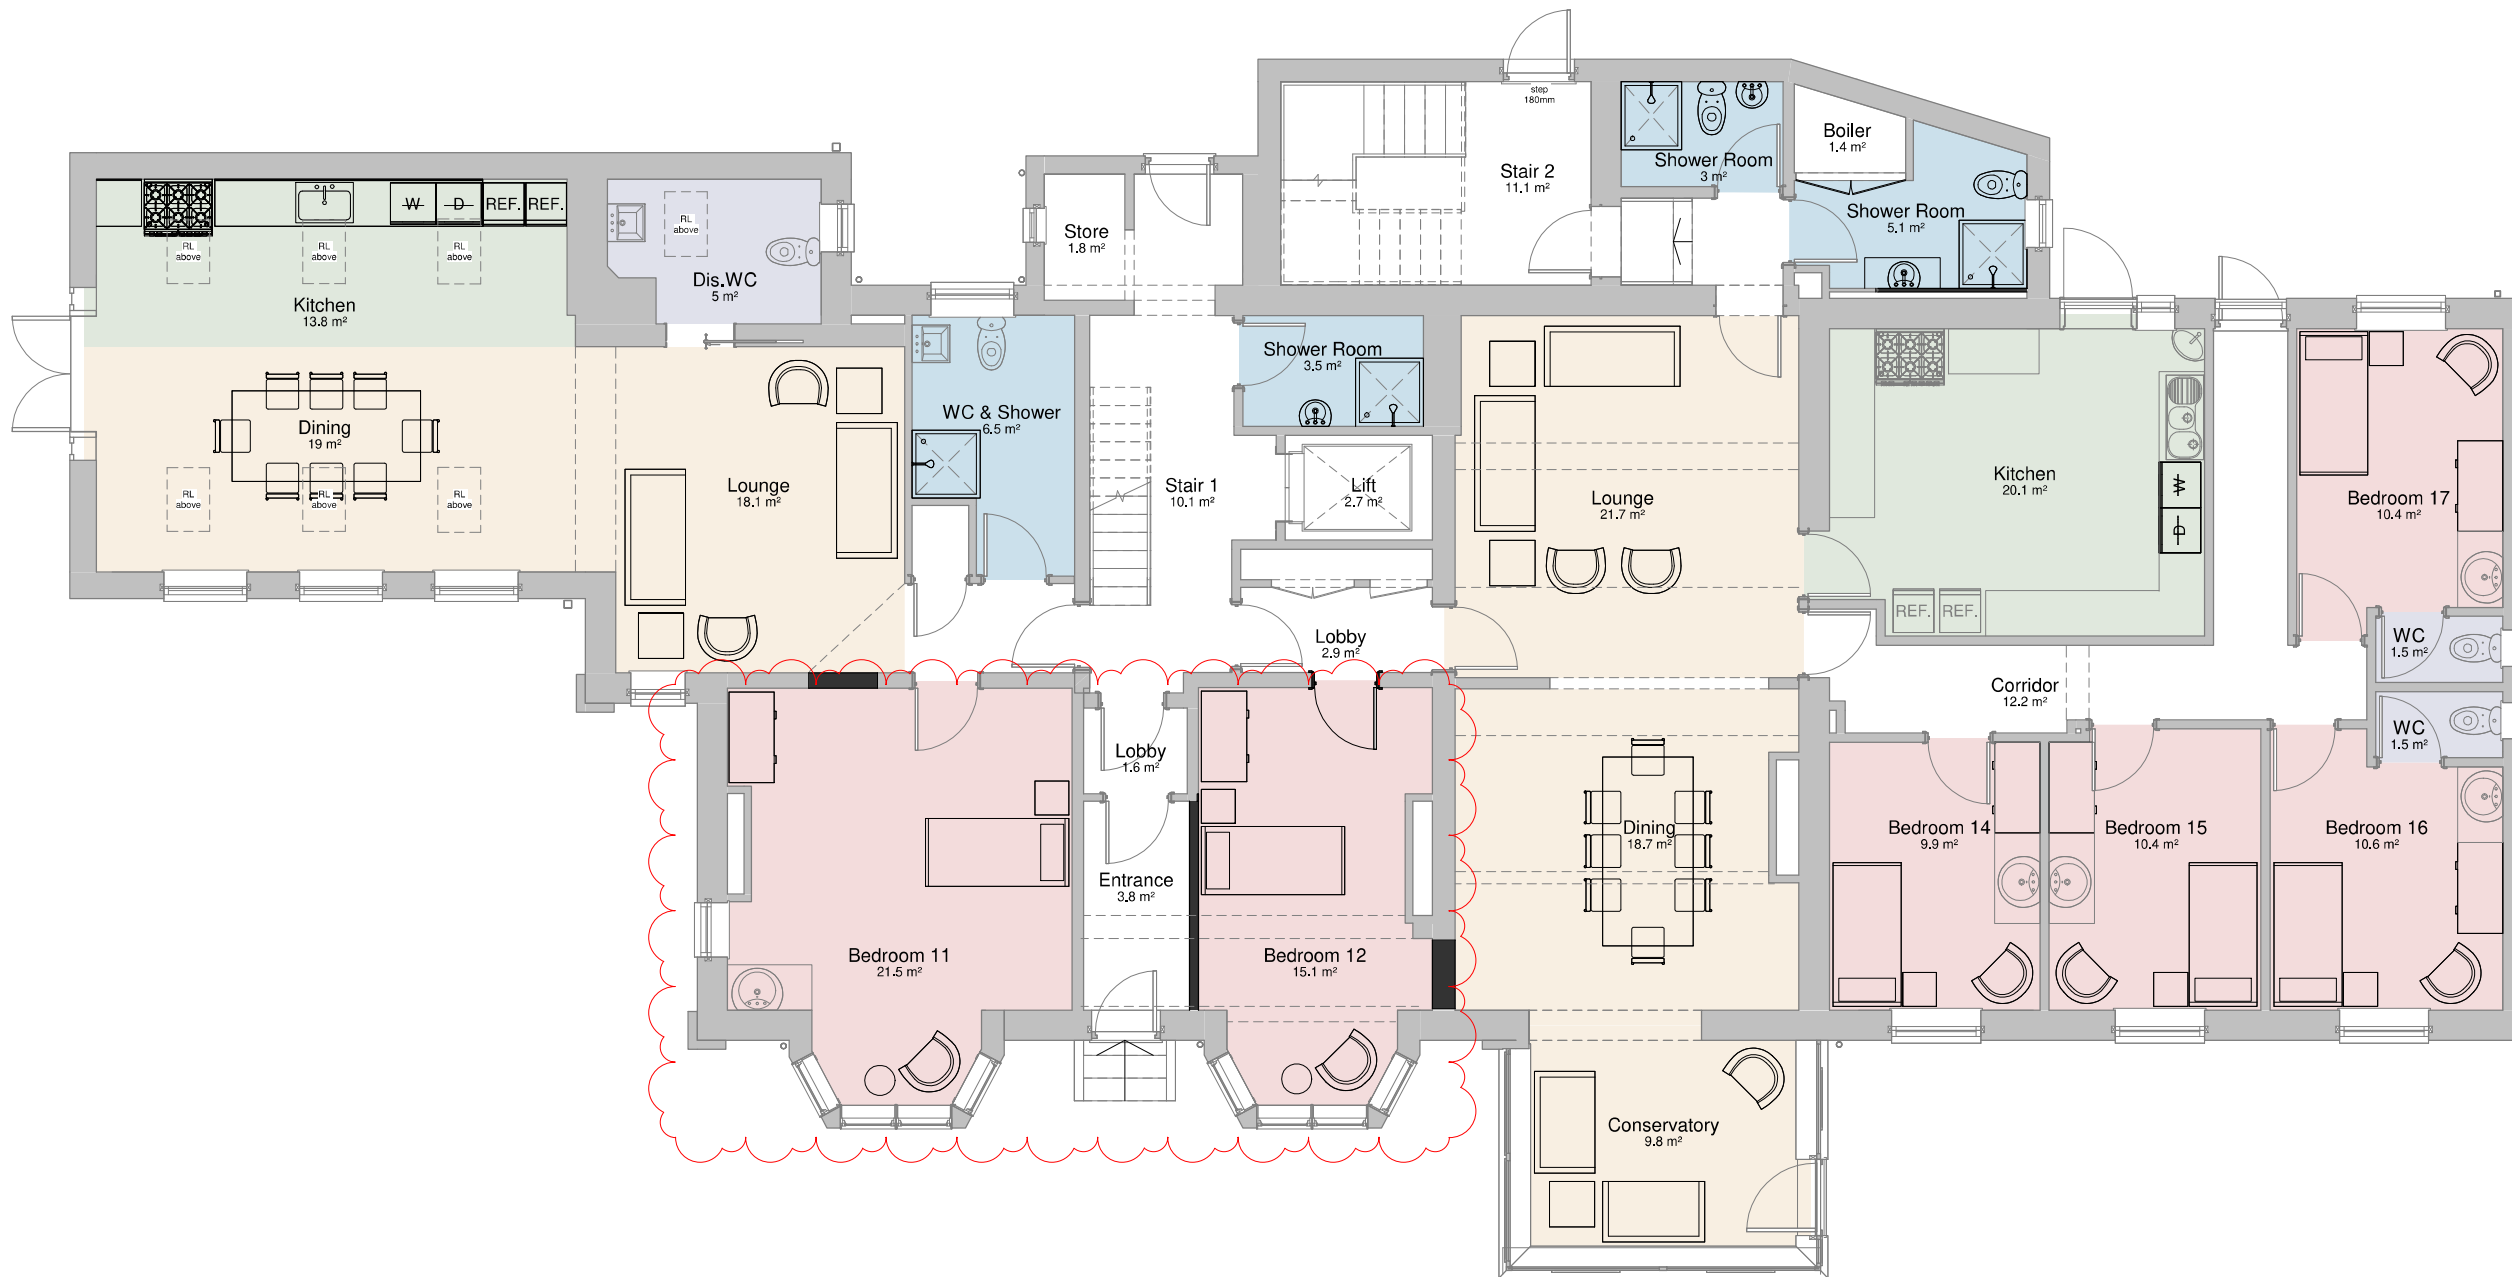 step
180mm
Boiler
1.4 m²
Shower Room
3 m²
Stair 2
11.1 m²
W
D
REF.
REF.
RL
above
Store
1.8 m²
Shower Room
5.1 m²
RL
above
RL
above
RL
above
Dis.WC
5 m²
Kitchen
13.8 m²
Shower Room
3.5 m²
WC & Shower
6.5 m²
Dining
19 m²
Lounge
18.1 m²
Stair 1
10.1 m²
Lift
2.7 m²
Lounge
21.7 m²
Kitchen
20.1 m²
W
D
Bedroom 17
10.4 m²
RL
above
RL
above
RL
above
REF.
REF.
Lobby
2.9 m²
WC
1.5 m²
Corridor
12.2 m²
WC
1.5 m²
Lobby
1.6 m²
Dining
18.7 m²
Bedroom 14
9.9 m²
Bedroom 15
10.4 m²
Bedroom 16
10.6 m²
Entrance
3.8 m²
Bedroom 11
21.5 m²
Bedroom 12
15.1 m²
Conservatory
9.8 m²